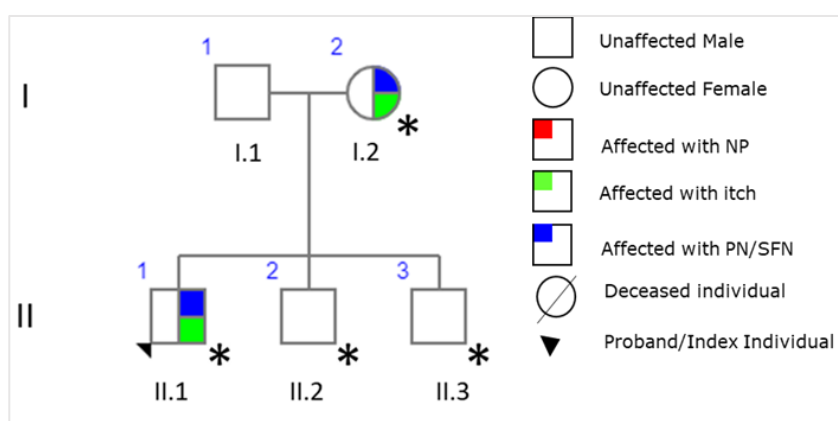 1
2
I
*
I.1
I.2
1
2
3
II
*
*
*
II.1
II.2
II.3
Unaffected Male
Unaffected Female
Affected with NP
Affected with itch
Affected with PN/SFN
Deceased individual
Proband/Index Individual